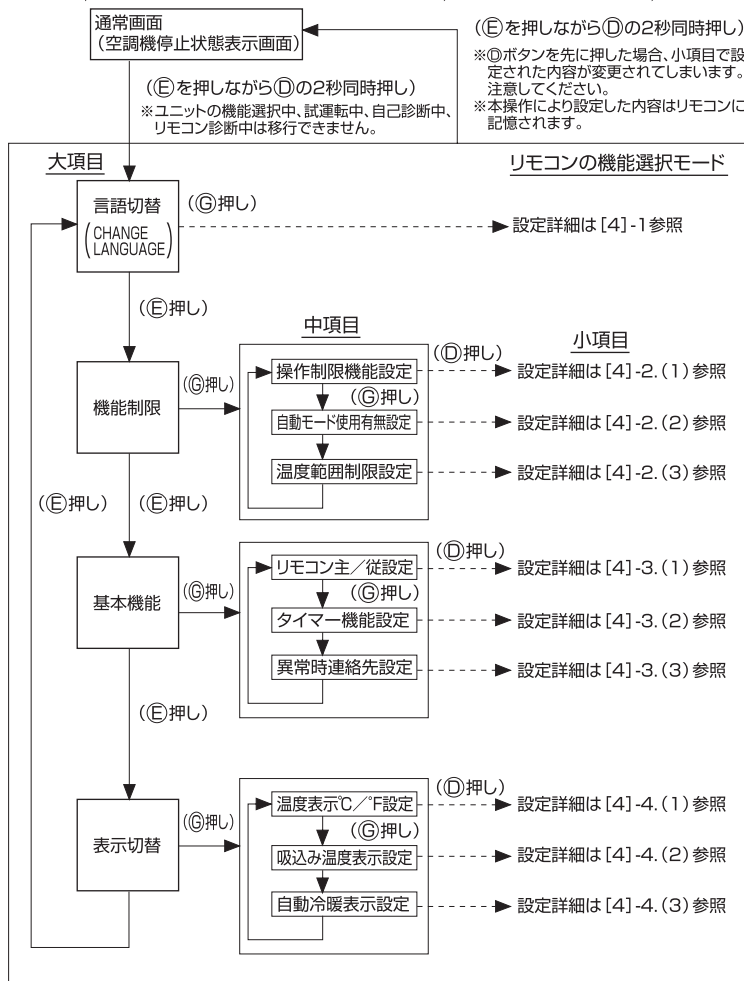 通常画面
(空調機停止状態表示画面)
(Ⓔを押しながらⒹの2秒同時押し)
※Ⓓボタンを先に押した場合、小項目で設
定された内容が変更されてしまいます。
注意してください。
※本操作により設定した内容はリモコンに
記憶されます。
(Ⓔを押しながらⒹの2秒同時押し)
※ユニットの機能選択中、試運転中、自己診断中、
リモコン診断中は移行できません。
大項目
リモコンの機能選択モード
言語切替
(CHANGE
LANGUAGE)
(Ⓖ押し)
設定詳細は[4]-1参照
(Ⓔ押し)
中項目
小項目
機能制限
(Ⓖ押し)
操作制限機能設定
(Ⓓ押し)
設定詳細は[4]-2.(1)参照
(Ⓖ押し)
自動モード使用有無設定
設定詳細は[4]-2.(2)参照
温度範囲制限設定
設定詳細は[4]-2.(3)参照
(Ⓔ押し)
(Ⓔ押し)
基本機能
(Ⓖ押し)
リモコン主/従設定
(Ⓓ押し)
設定詳細は[4]-3.(1)参照
(Ⓖ押し)
タイマー機能設定
設定詳細は[4]-3.(2)参照
異常時連絡先設定
設定詳細は[4]-3.(3)参照
(Ⓔ押し)
表示切替
(Ⓖ押し)
温度表示℃/℉設定
(Ⓓ押し)
設定詳細は[4]-4.(1)参照
(Ⓖ押し)
吸込み温度表示設定
設定詳細は[4]-4.(2)参照
自動冷暖表示設定
設定詳細は[4]-4.(3)参照